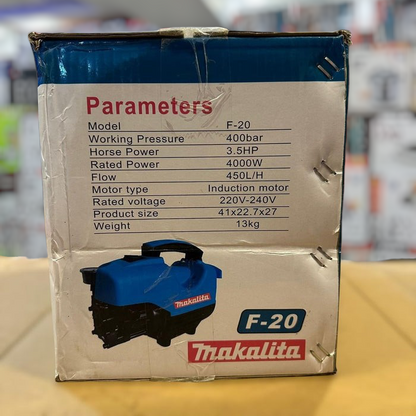 Parameters
Model F-20
Working Pressure 400bar
Horse Power 3.5HP
Rated Power 4000W
Flow 450L/H
Motor type Induction motor
Rated voltage 220V-240V
Product size 41x22.7x27
Weight 13kg
makalita
F-20
makalita